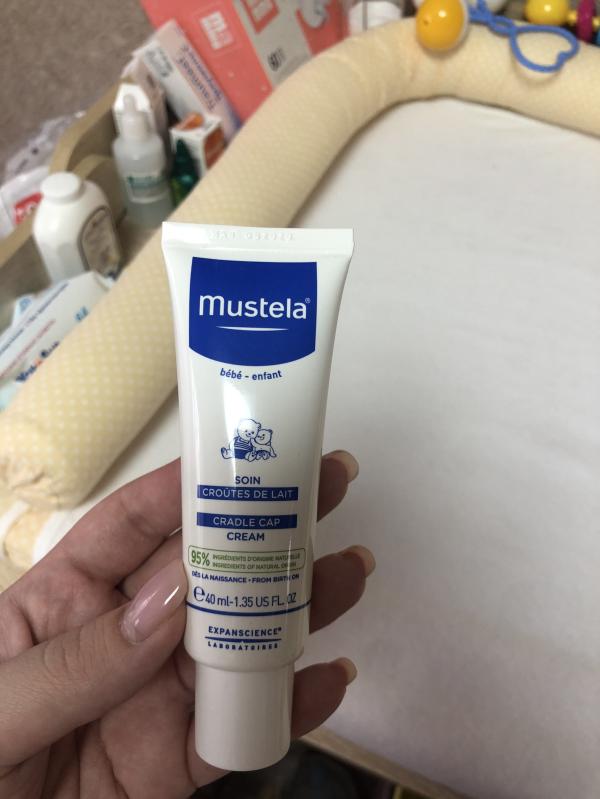 mustela®
bébé - enfant
SOIN
CROÛTES DE LAIT
CRADLE CAP
CREAM
95% INGRÉDIENTS D'ORIGINE NATURELLE
INGREDIENTS OF NATURAL ORIGIN
DÈS LA NAISSANCE • FROM BIRTH ON
℮40 ml-1.35 US FL. OZ
EXPANSCIENCE®
LABORATOIRES